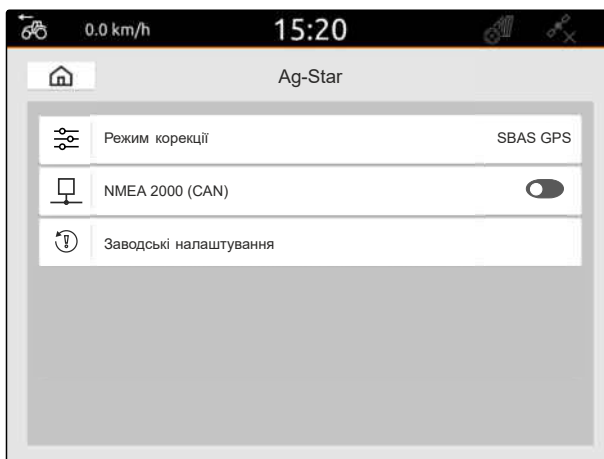 0.0 km/h 15:20
Ag-Star
Режим корекції SBAS GPS
NMEA 2000 (CAN)
Заводські налаштування